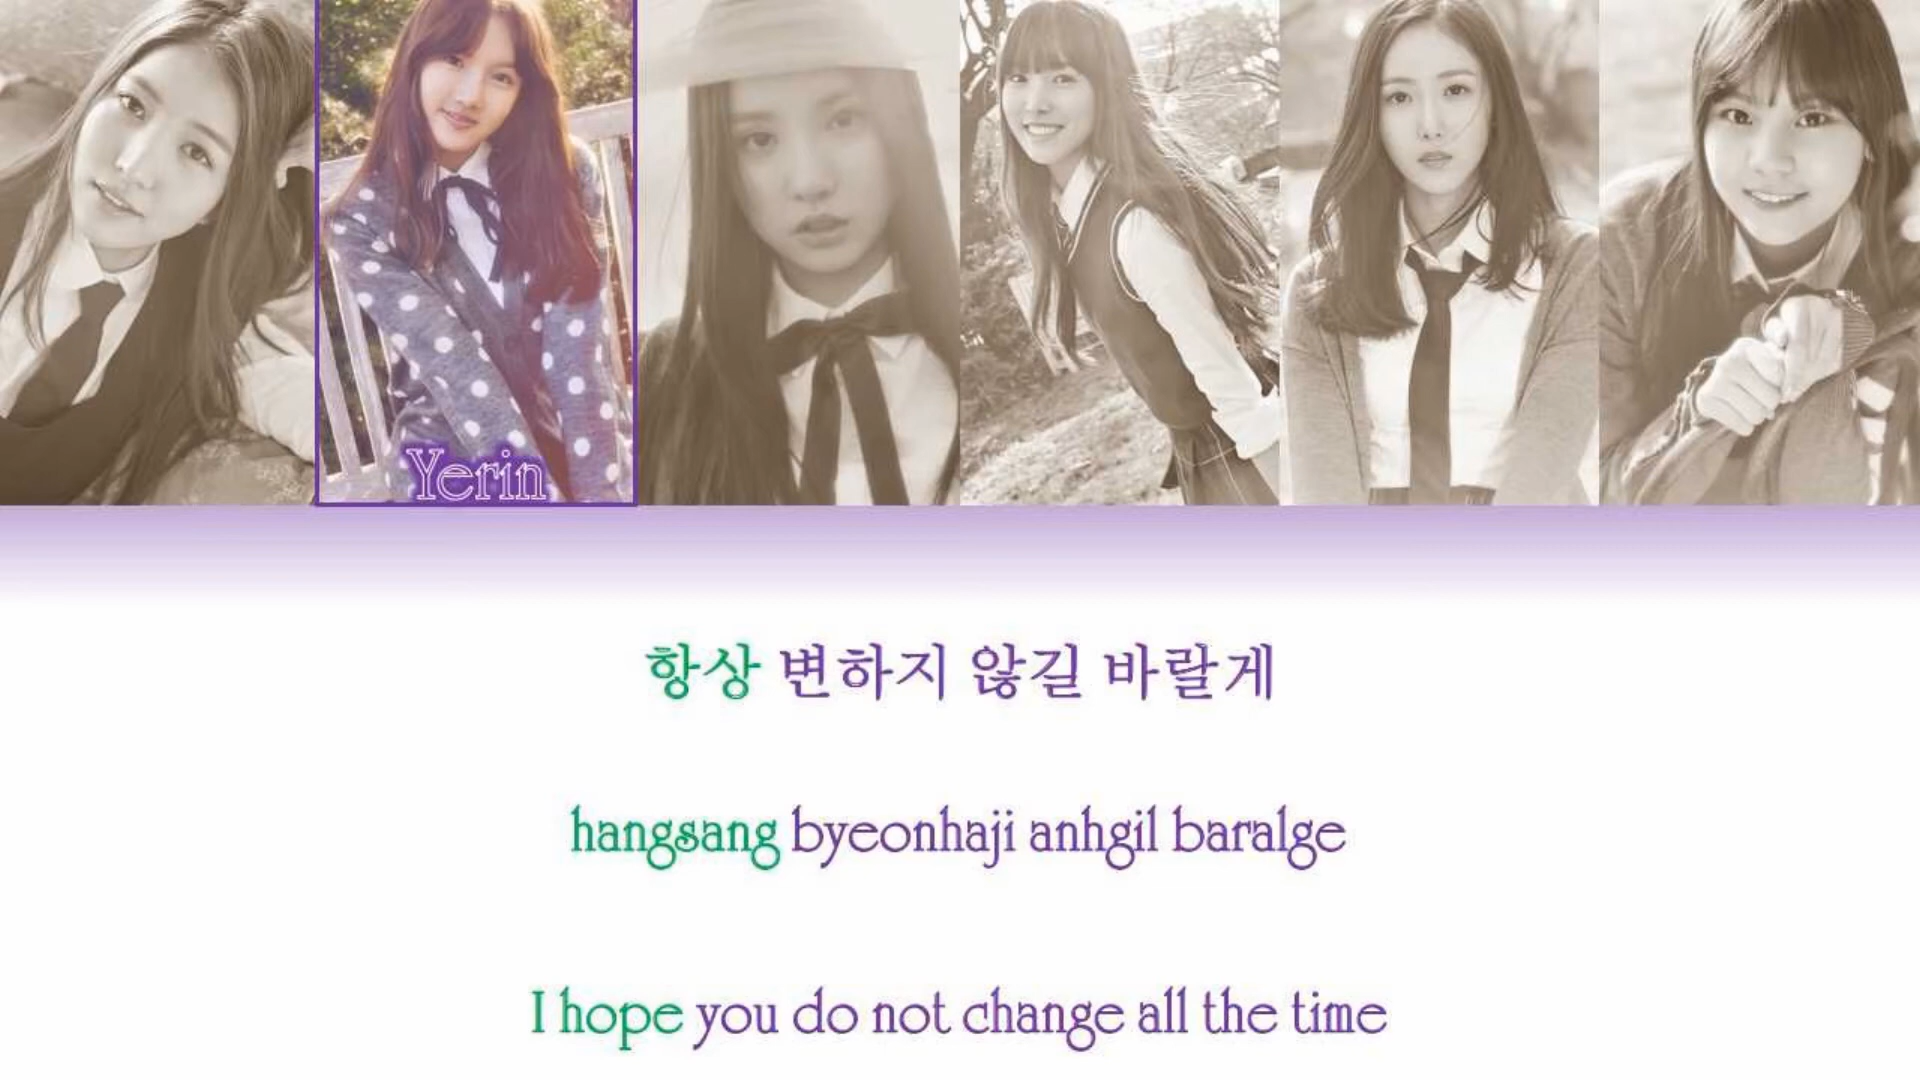 Yerin
항상 변하지 않길 바랄게
hangsang byeonhaji anhgil baralge
I hope you do not change all the time